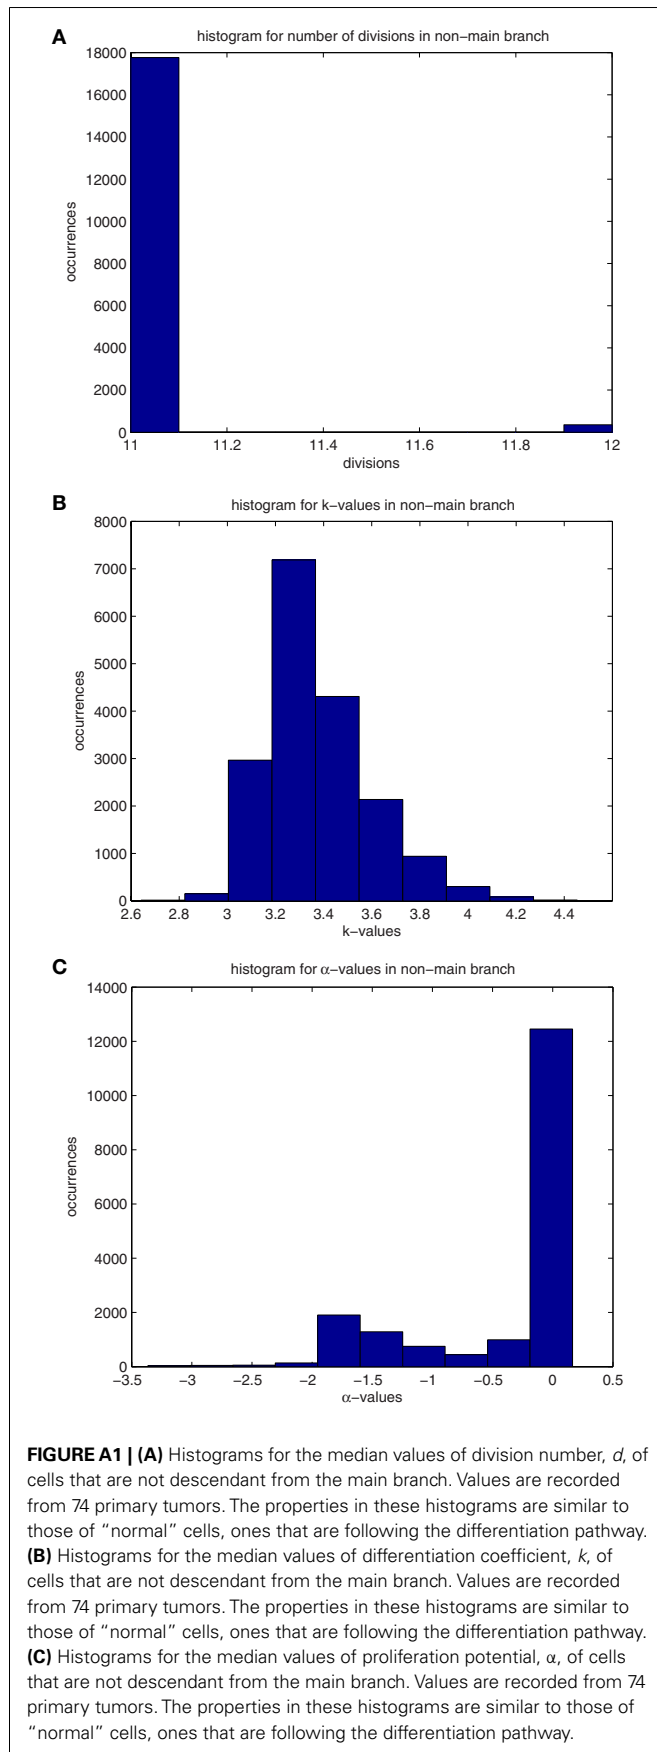 A
histogram for number of divisions in non−main branch
18000
16000
14000
12000
10000
8000
6000
4000
2000
0
occurrences
11 11.2 11.4 11.6 11.8 12
divisions
B
histogram for k−values in non−main branch
8000
7000
6000
5000
4000
3000
2000
1000
0
occurrences
2.6 2.8 3 3.2 3.4 3.6 3.8 4 4.2 4.4
k−values
C
histogram for α−values in non−main branch
14000
12000
10000
8000
6000
4000
2000
0
occurrences
−3.5 −3 −2.5 −2 −1.5 −1 −0.5 0 0.5
α−values
FIGURE A1 | (A) Histograms for the median values of division number, d, of
cells that are not descendant from the main branch. Values are recorded
from 74 primary tumors. The properties in these histograms are similar to
those of “normal” cells, ones that are following the differentiation pathway.
(B) Histograms for the median values of differentiation coefficient, k, of
cells that are not descendant from the main branch. Values are recorded
from 74 primary tumors. The properties in these histograms are similar to
those of “normal” cells, ones that are following the differentiation pathway.
(C) Histograms for the median values of proliferation potential, α, of cells
that are not descendant from the main branch. Values are recorded from 74
primary tumors. The properties in these histograms are similar to those of
“normal” cells, ones that are following the differentiation pathway.